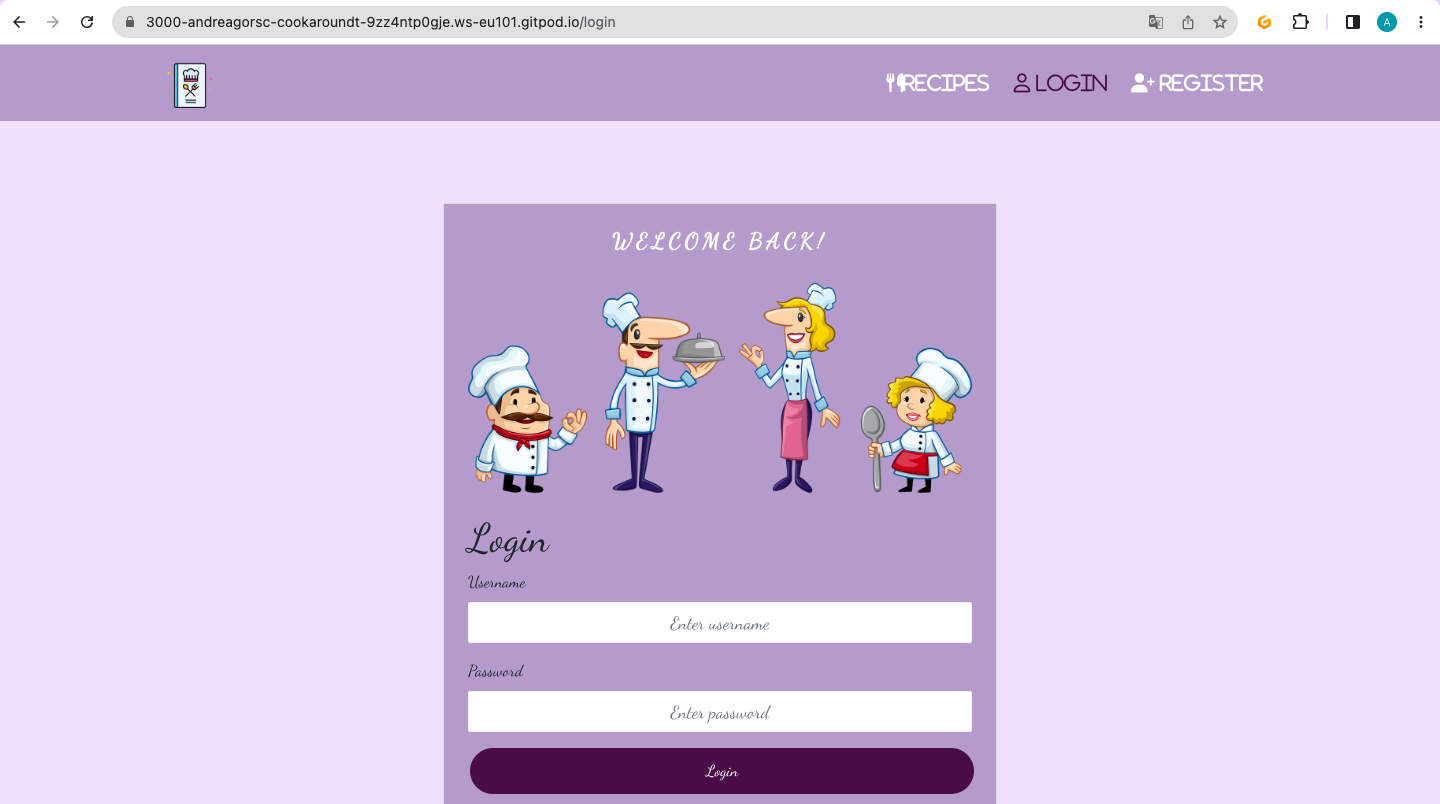 3000-andreagorsc-cookaroundt-9zz4ntp0gje.ws-eu101.gitpod.io/login
A
RECIPES LOGIN REGISTER
WELCOME BACK!
Login
Username
Enter username
Password
Enter password
Login